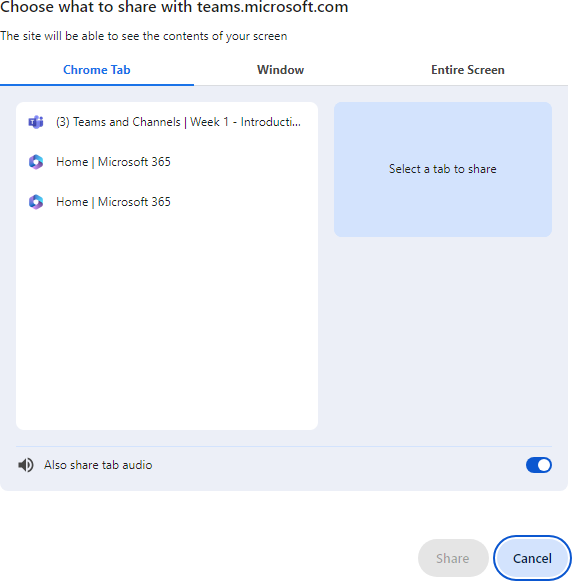 Choose what to share with teams.microsoft.com
The site will be able to see the contents of your screen
Chrome Tab
Window
Entire Screen
(3) Teams and Channels | Week 1 - Introducti...
Home | Microsoft 365
Home | Microsoft 365
Select a tab to share
Also share tab audio
Share
Cancel